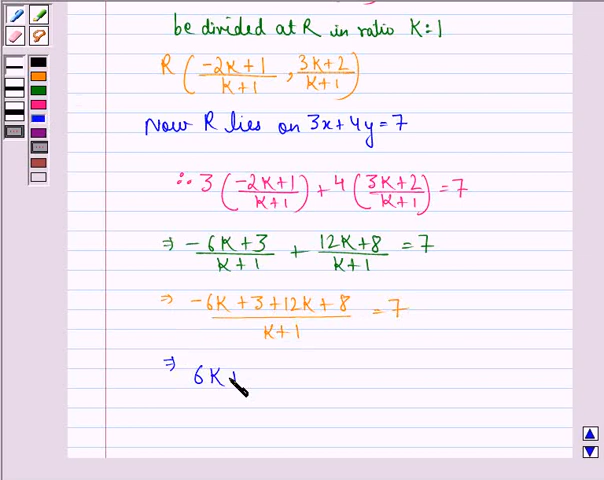 be divided at R in ratio K:1
R ( (-2K+1)/(K+1) , (3K+2)/(K+1) )
Now R lies on 3x+4y=7
∴ 3 ( (-2K+1)/(K+1) ) + 4 ( (3K+2)/(K+1) ) = 7
⇒ (-6K+3)/(K+1) + (12K+8)/(K+1) = 7
⇒ (-6K+3+12K+8)/(K+1) = 7
⇒ 6K